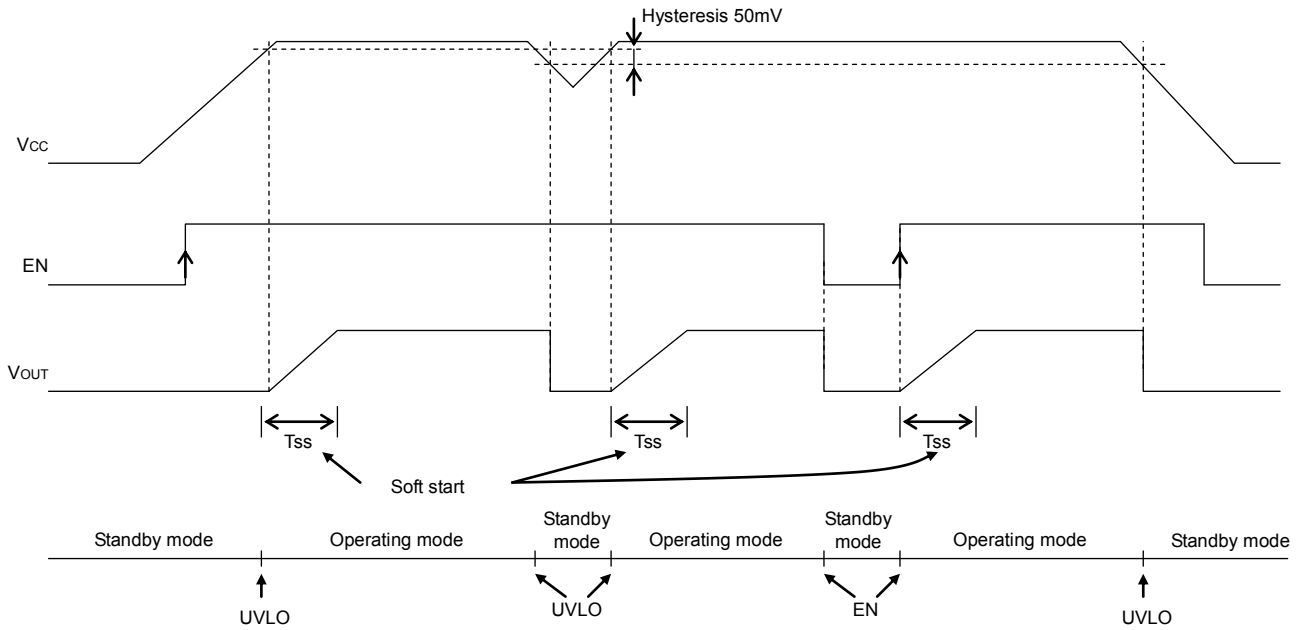 Hysteresis 50mV
VCC
EN
VOUT
Tss
Tss
Tss
Soft start
Standby mode
Operating mode
Standby
mode
Operating mode
Standby
mode
Operating mode
Standby mode
UVLO
UVLO
EN
UVLO